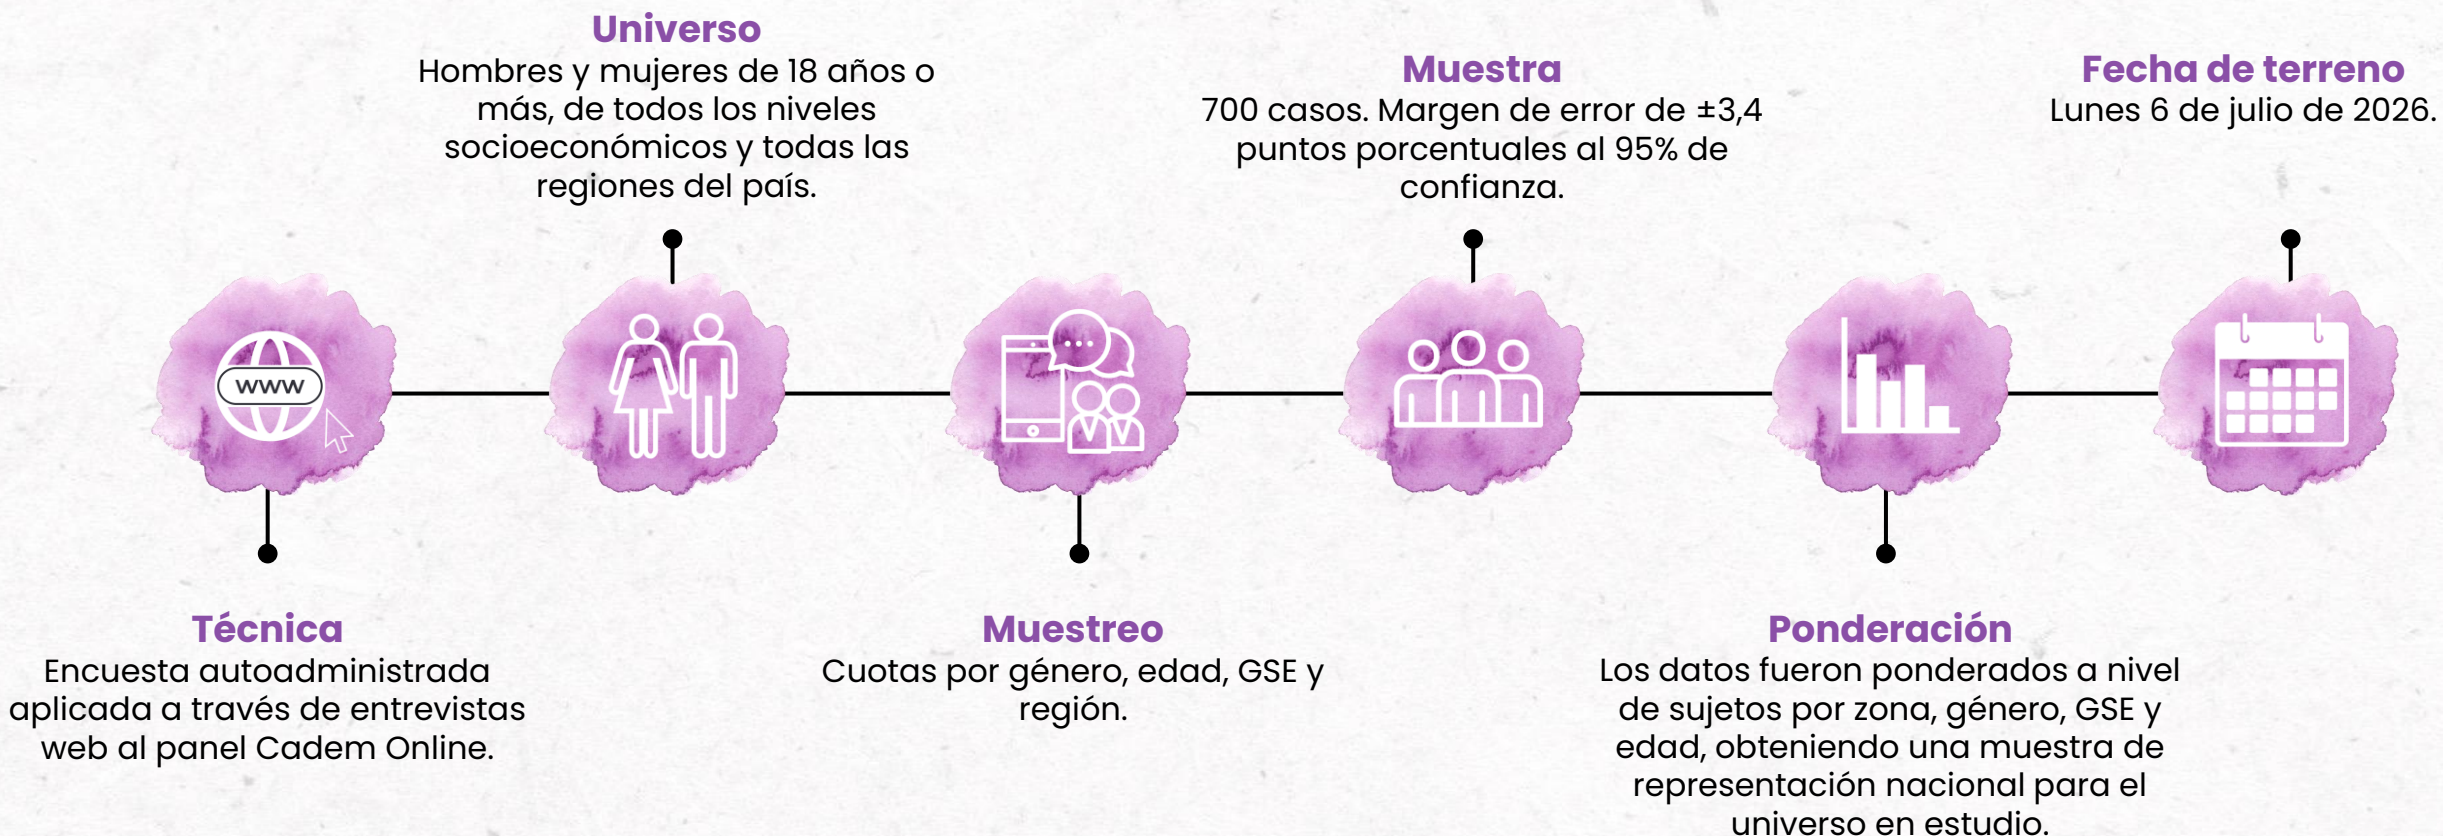 Universo
Hombres y mujeres de 18 años o
más, de todos los niveles
socioeconómicos y todas las
regiones del país.
Muestra
700 casos. Margen de error de ±3,4
puntos porcentuales al 95% de
confianza.
Fecha de terreno
Lunes 6 de julio de 2026.
www
Técnica
Encuesta autoadministrada
aplicada a través de entrevistas
web al panel Cadem Online.
Muestreo
Cuotas por género, edad, GSE y
región.
Ponderación
Los datos fueron ponderados a nivel
de sujetos por zona, género, GSE y
edad, obteniendo una muestra de
representación nacional para el
universo en estudio.